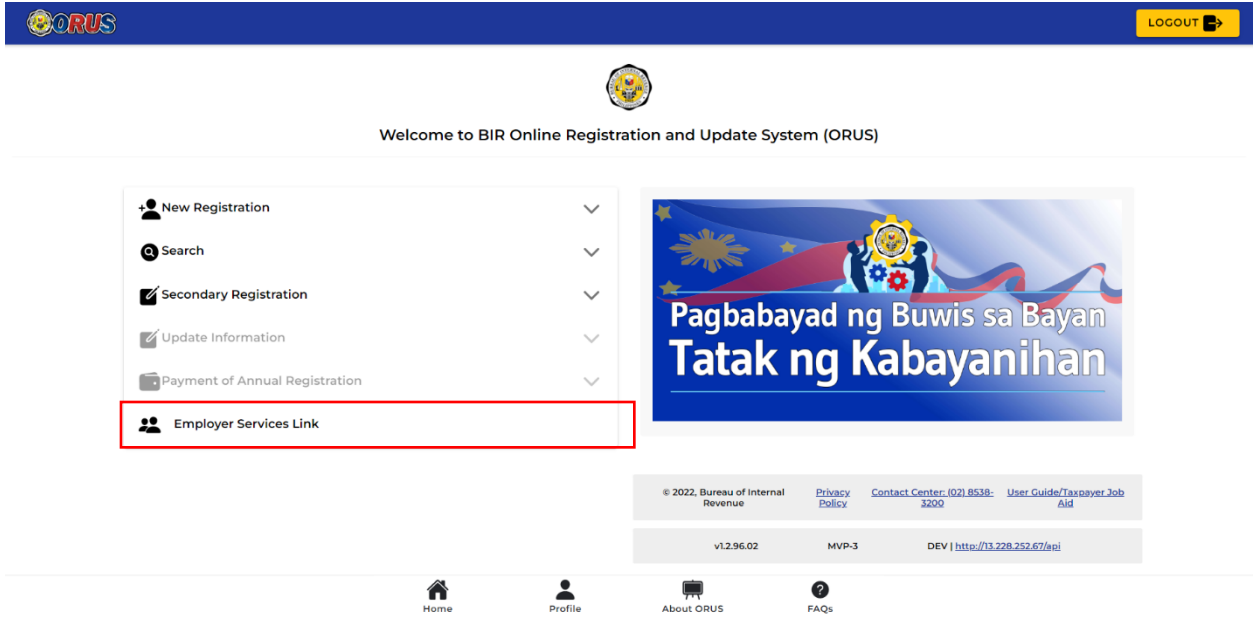 ORUS
LOGOUT
Welcome to BIR Online Registration and Update System (ORUS)
New Registration
Search
Secondary Registration
Update Information
Payment of Annual Registration
Employer Services Link
Pagbabayad ng Buwis sa Bayan
Tatak ng Kabayanihan
© 2022, Bureau of Internal
Revenue
Privacy
Policy
Contact Center: (02) 8538-
3200
User Guide/Taxpayer Job
Aid
v1.2.96.02
MVP-3
DEV | http://13.228.252.67/api
Home
Profile
About ORUS
FAQs